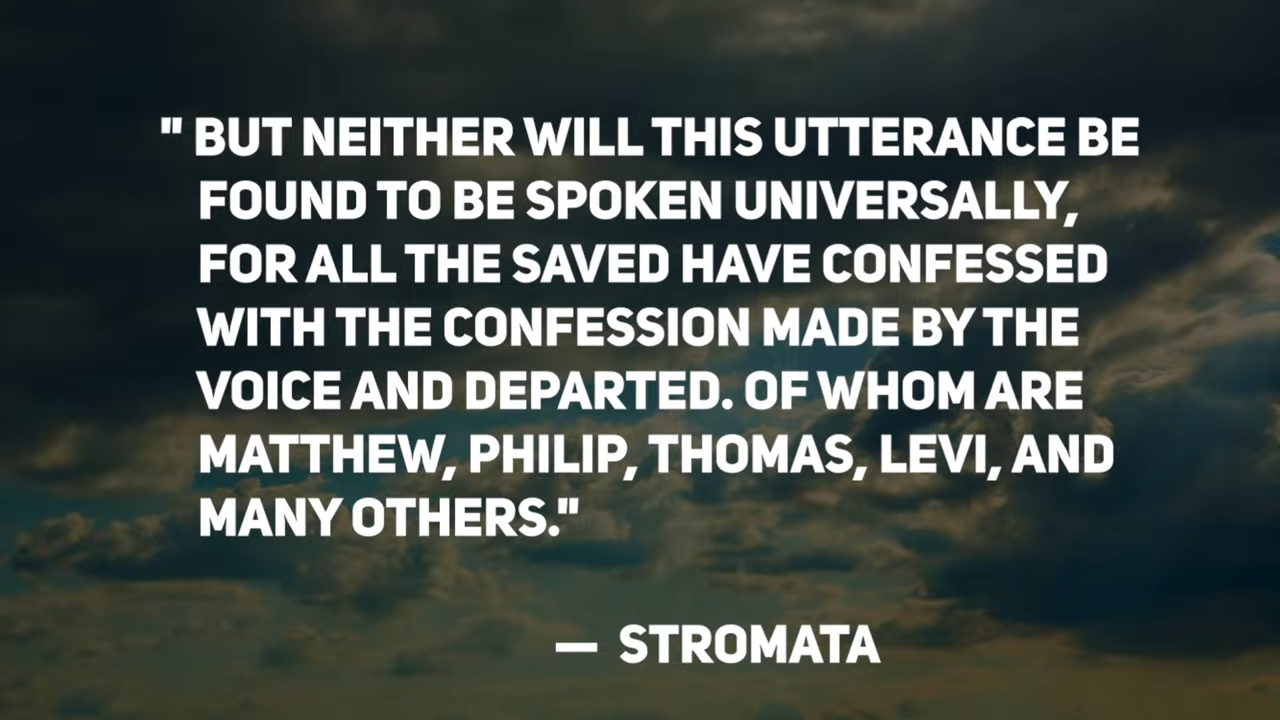 " BUT NEITHER WILL THIS UTTERANCE BE
FOUND TO BE SPOKEN UNIVERSALLY,
FOR ALL THE SAVED HAVE CONFESSED
WITH THE CONFESSION MADE BY THE
VOICE AND DEPARTED. OF WHOM ARE
MATTHEW, PHILIP, THOMAS, LEVI, AND
MANY OTHERS."
— STROMATA